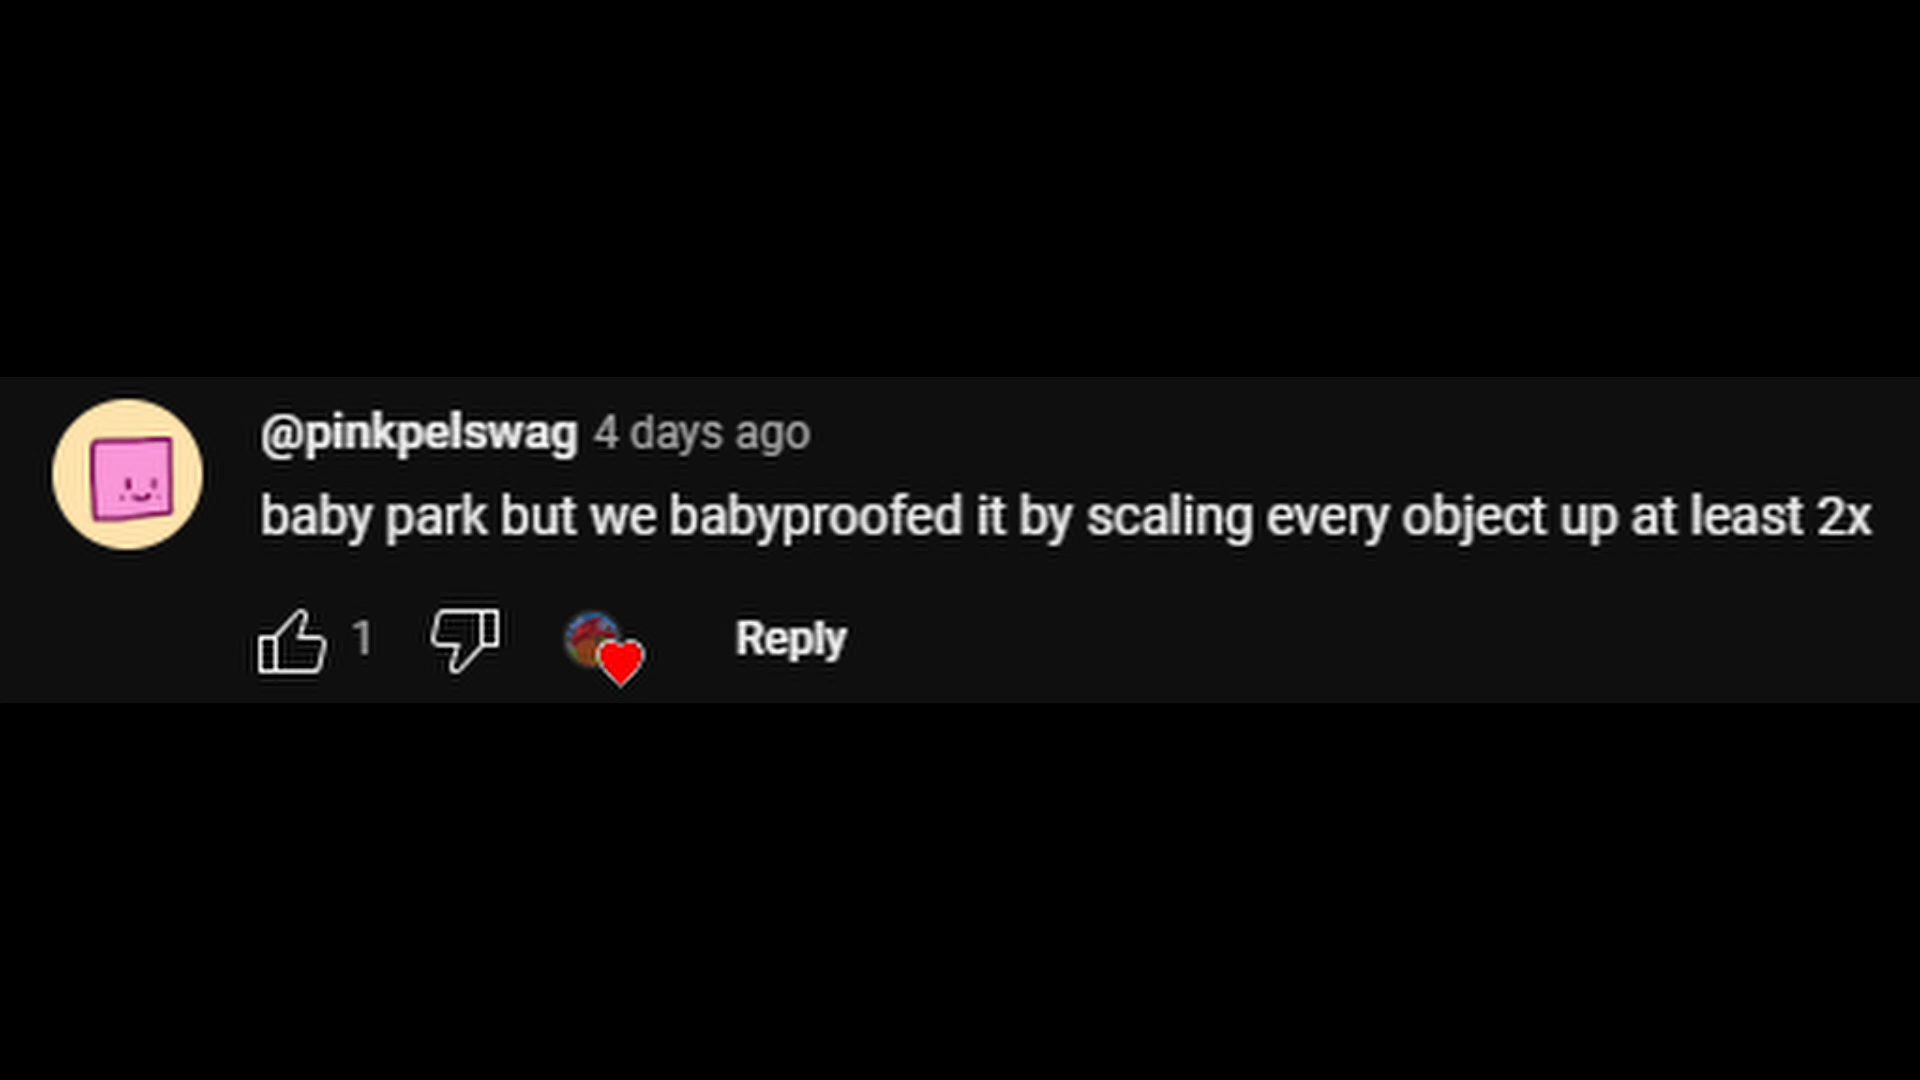 @pinkpelswag 4 days ago
baby park but we babyproofed it by scaling every object up at least 2x
1 Reply